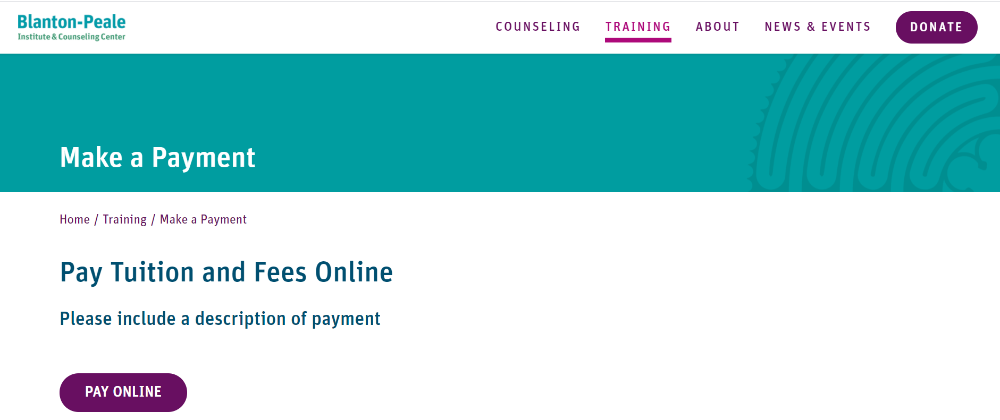 Blanton-Peale
Institute & Counseling Center
COUNSELING
TRAINING
ABOUT
NEWS & EVENTS
DONATE
Make a Payment
Home / Training / Make a Payment
Pay Tuition and Fees Online
Please include a description of payment
PAY ONLINE